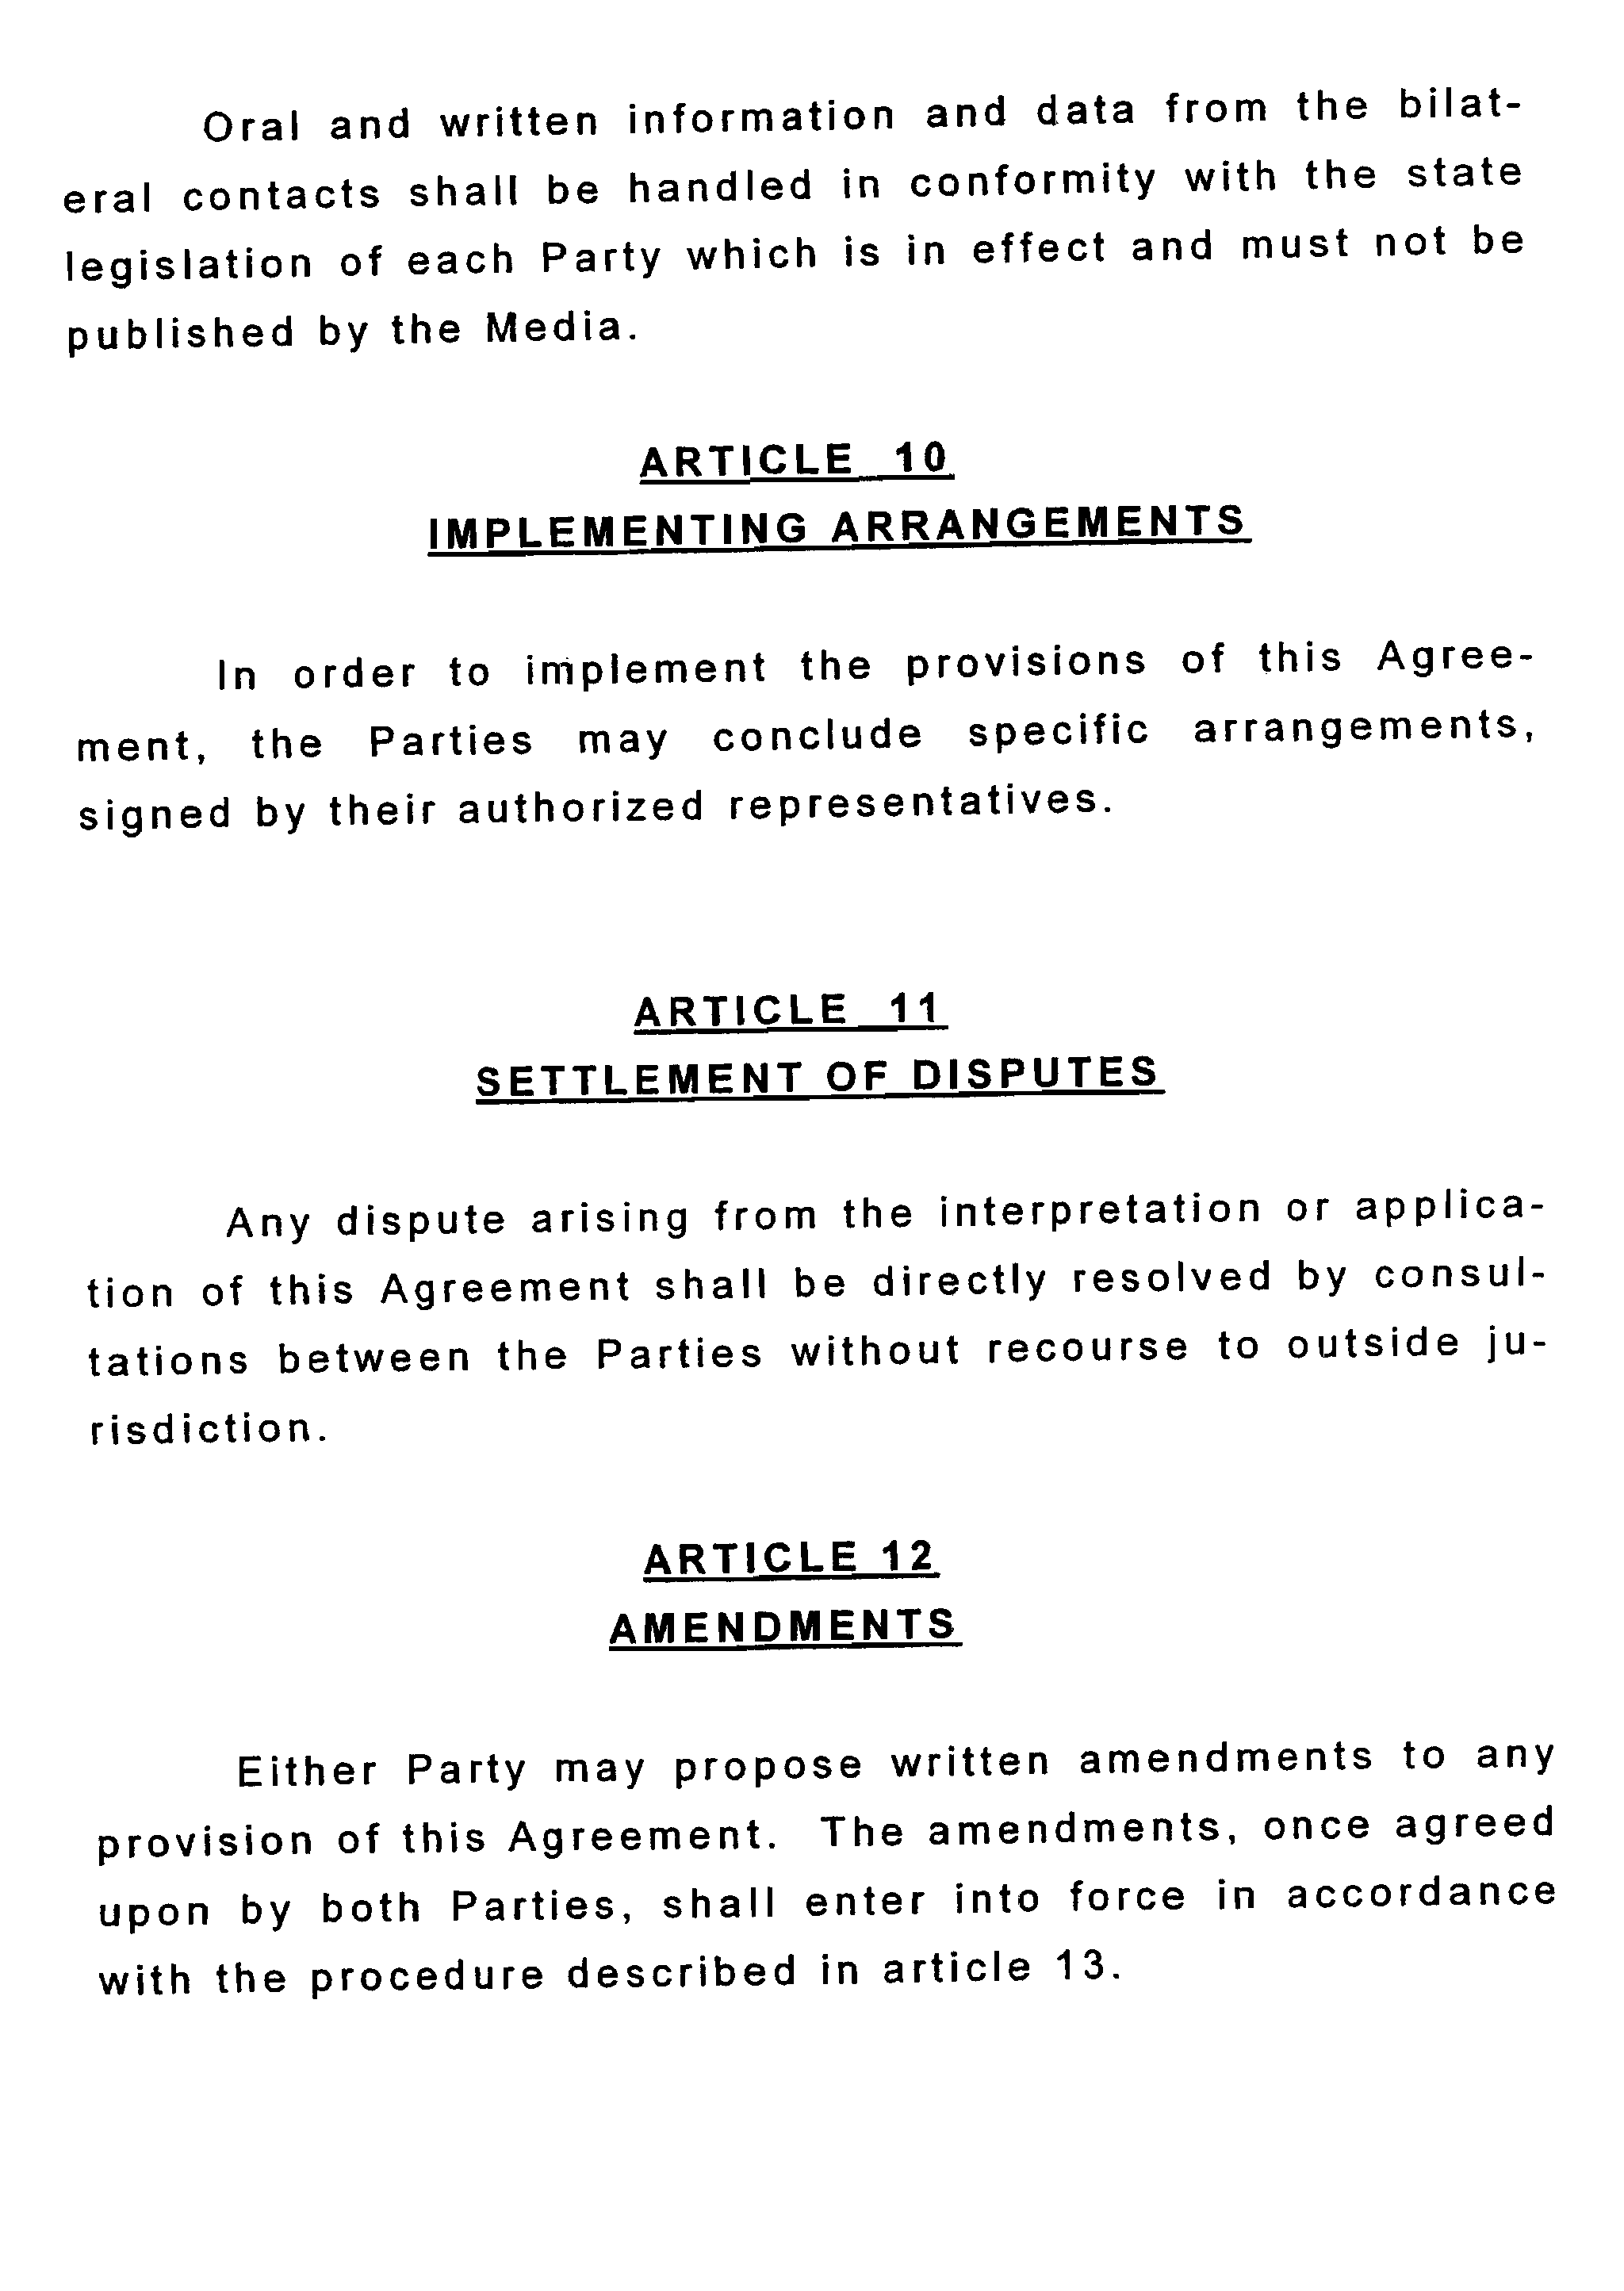 Oral and written information and data from the bilat-
eral contacts shall be handled in conformity with the state
legislation of each Party which is in effect and must not be
published by the Media.
ARTICLE 10
IMPLEMENTING ARRANGEMENTS
In order to implement the provisions of this Agree-
ment, the Parties may conclude specific arrangements,
signed by their authorized representatives.
ARTICLE 11
SETTLEMENT OF DISPUTES
Any dispute arising from the interpretation or applica-
tion of this Agreement shall be directly resolved by consul-
tations between the Parties without recourse to outside ju-
risdiction.
ARTICLE 12
AMENDMENTS
Either Party may propose written amendments to any
provision of this Agreement. The amendments, once agreed
upon by both Parties, shall enter into force in accordance
with the procedure described in article 13.